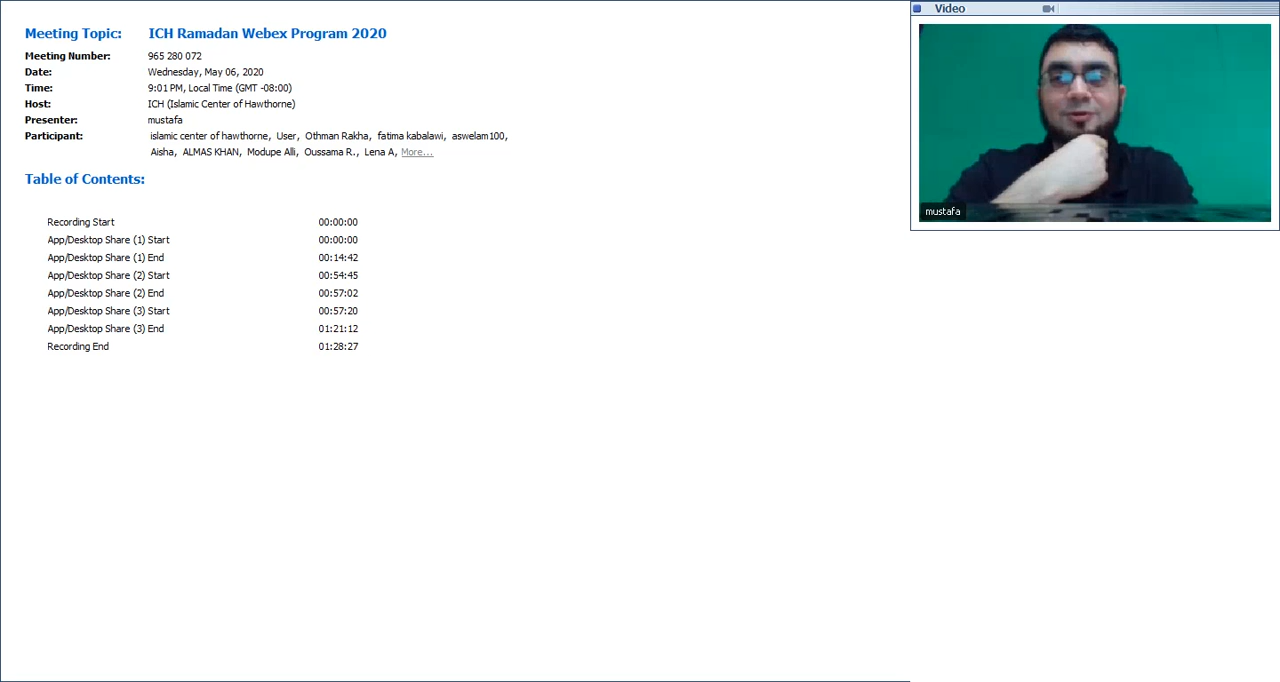 Meeting Topic: ICH Ramadan Webex Program 2020
Meeting Number: 965 280 072
Date: Wednesday, May 06, 2020
Time: 9:01 PM, Local Time (GMT -08:00)
Host: ICH (Islamic Center of Hawthorne)
Presenter: mustafa
Participant: islamic center of hawthorne, User, Othman Rakha, fatima kabalawi, aswelam100,
Aisha, ALMAS KHAN, Modupe Alli, Oussama R., Lena A, More...
Table of Contents:
Recording Start 00:00:00
App/Desktop Share (1) Start 00:00:00
App/Desktop Share (1) End 00:14:42
App/Desktop Share (2) Start 00:54:45
App/Desktop Share (2) End 00:57:02
App/Desktop Share (3) Start 00:57:20
App/Desktop Share (3) End 01:21:12
Recording End 01:28:27
Video
mustafa